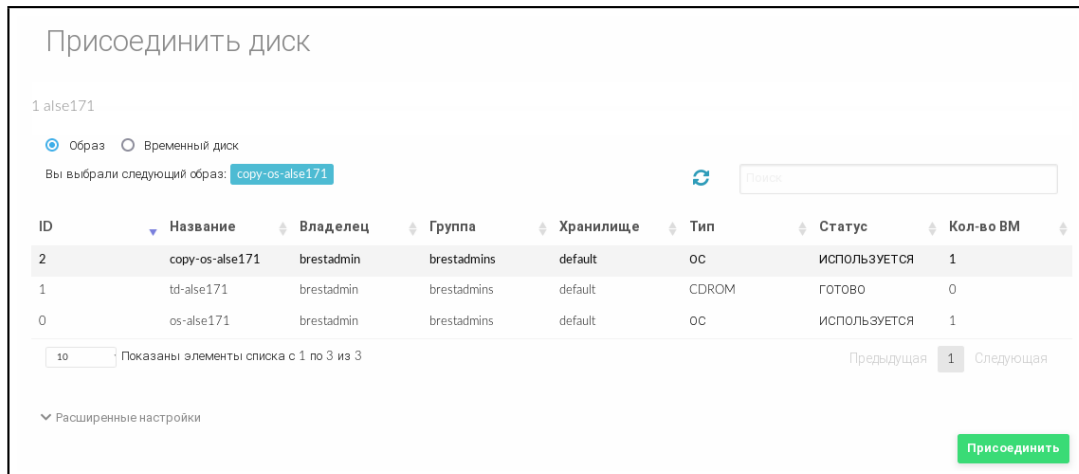 Присоединить диск
1 alse171
Образ Временный диск
Вы выбрали следующий образ: copy-os-alse171 Поиск
ID Название Владелец Группа Хранилище Тип Статус Кол-во ВМ
2 copy-os-alse171 brestadmin brestadmins default ОС ИСПОЛЬЗУЕТСЯ 1
1 td-alse171 brestadmin brestadmins default CDROM ГОТОВО 0
0 os-alse171 brestadmin brestadmins default ОС ИСПОЛЬЗУЕТСЯ 1
10 Показаны элементы списка с 1 по 3 из 3 Предыдущая 1 Следующая
Расширенные настройки
Присоединить